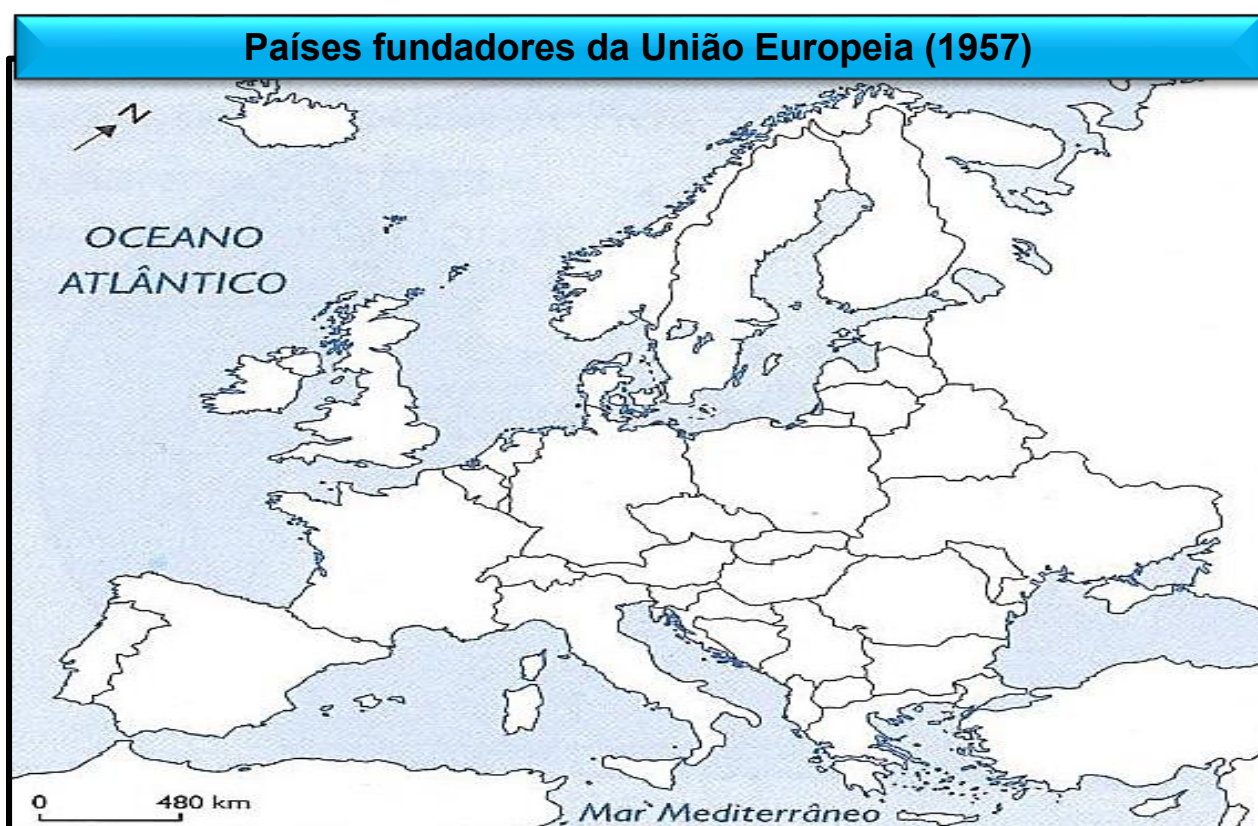 Países fundadores da União Europeia (1957)
N
OCEANO
ATLÂNTICO
0 480 km
Mar Mediterrâneo